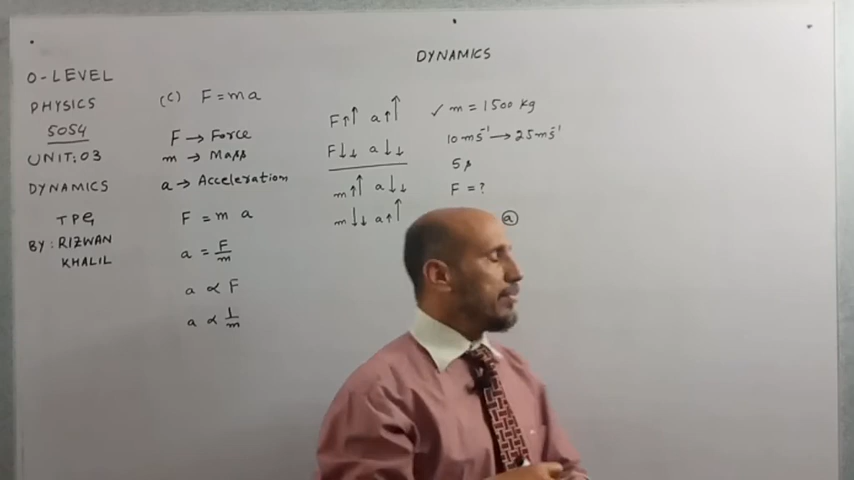 DYNAMICS
O-LEVEL
PHYSICS
5054
UNIT:03
DYNAMICS
BY: RIZWAN
KHALIL
(C) F=ma
F → Force
m → Mass
a → Acceleration
F = m a
a = F/m
a ∝ F
a ∝ 1/m
F↑↑ a↑↑
F↓↓ a↓↓
m↑↑ a↓↓
m↓↓ a↑↑
✓ m = 1500 kg
10 ms⁻¹ → 25 ms⁻¹
5s
F = ?
a